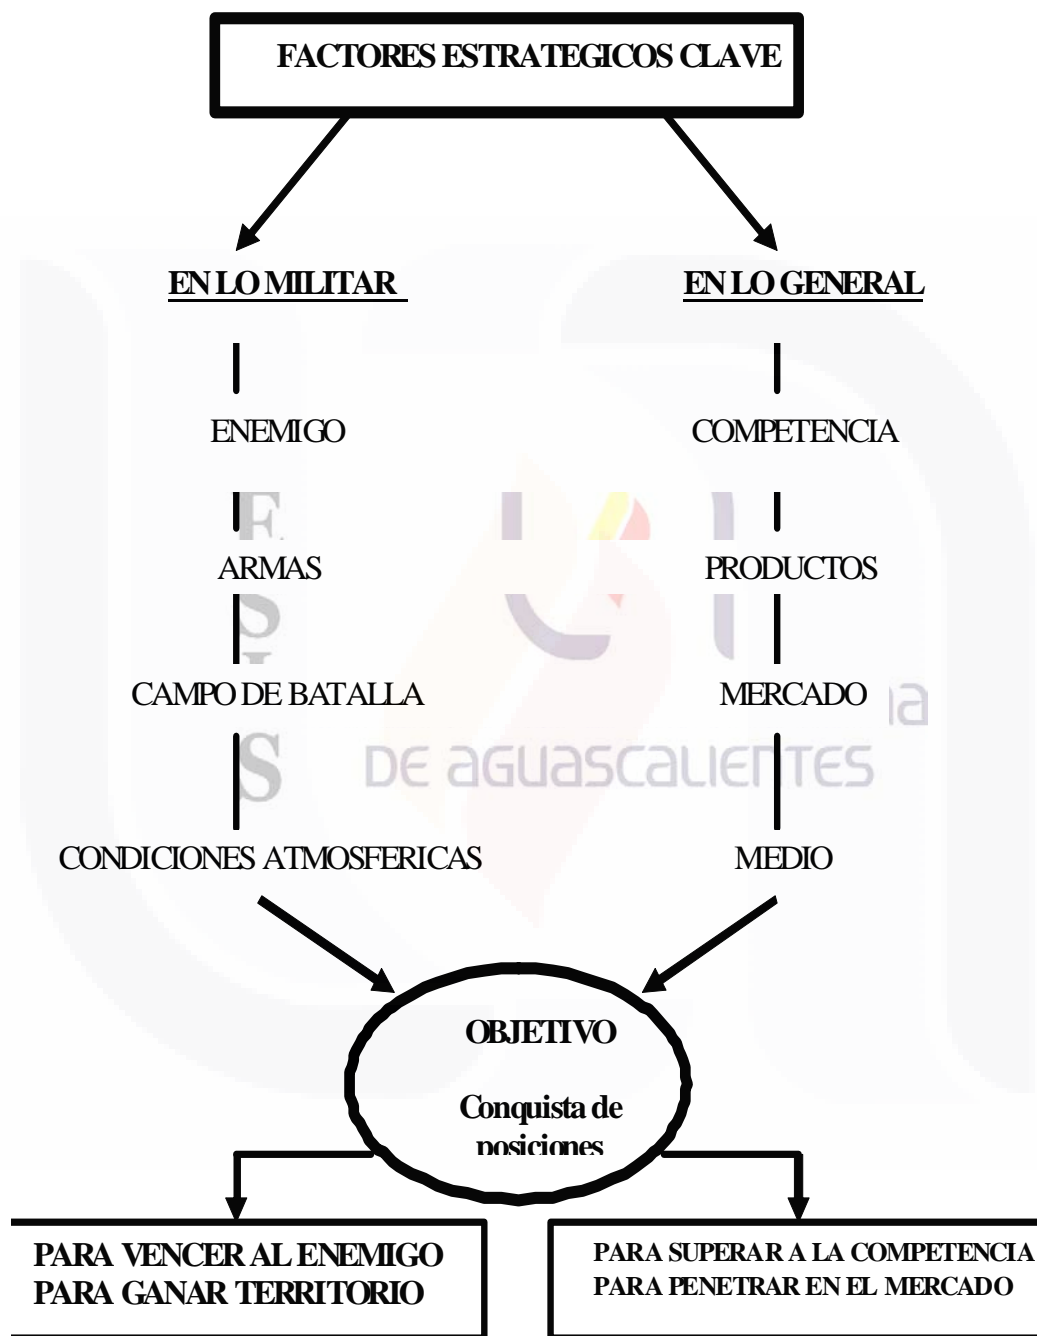 FACTORES ESTRATEGICOS CLAVE
EN LO MILITAR
EN LO GENERAL
ENEMIGO
COMPETENCIA
ARMAS
PRODUCTOS
CAMPO DE BATALLA
MERCADO
DE AGUASCALIENTES
CONDICIONES ATMOSFERICAS
MEDIO
OBJETIVO
Conquista de
posiciones
PARA VENCER AL ENEMIGO
PARA GANAR TERRITORIO
PARA SUPERAR A LA COMPETENCIA
PARA PENETRAR EN EL MERCADO